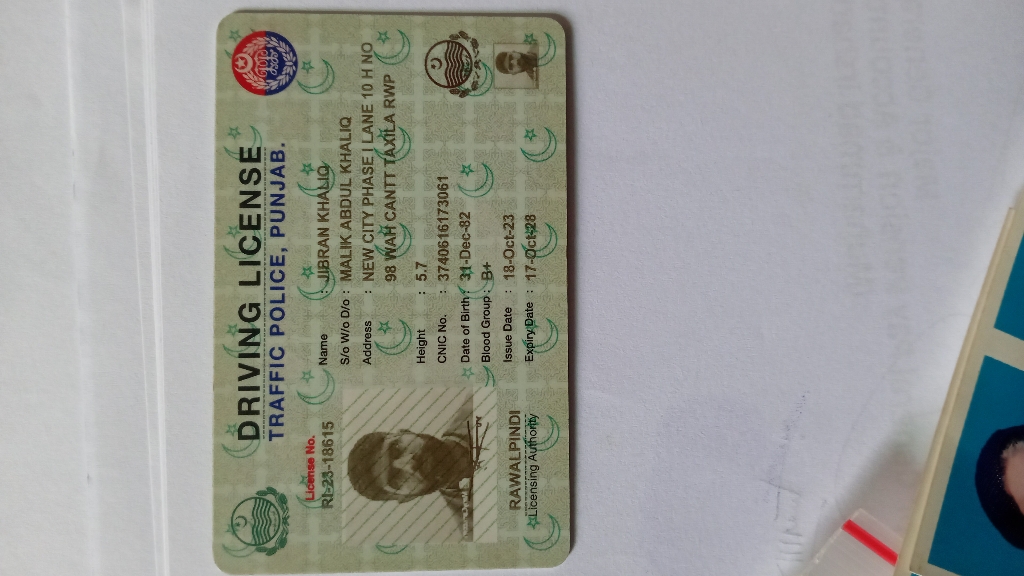 DRIVING LICENSE
TRAFFIC POLICE, PUNJAB.
License No.
RL-23-18615
Name : JIBRAN KHALIQ
S/o W/o D/o : MALIK ABDUL KHALIQ
Address : NEW CITY PHASE I LANE 10 H NO
98 WAH CANTT TAXILA RWP
Height : 5.7
CNIC No. : 3740616173061
Date of Birth : 31-Dec-82
Blood Group : B+
Issue Date : 18-Oct-23
Expiry Date : 17-Oct-28
RAWALPINDI
Licensing Authority